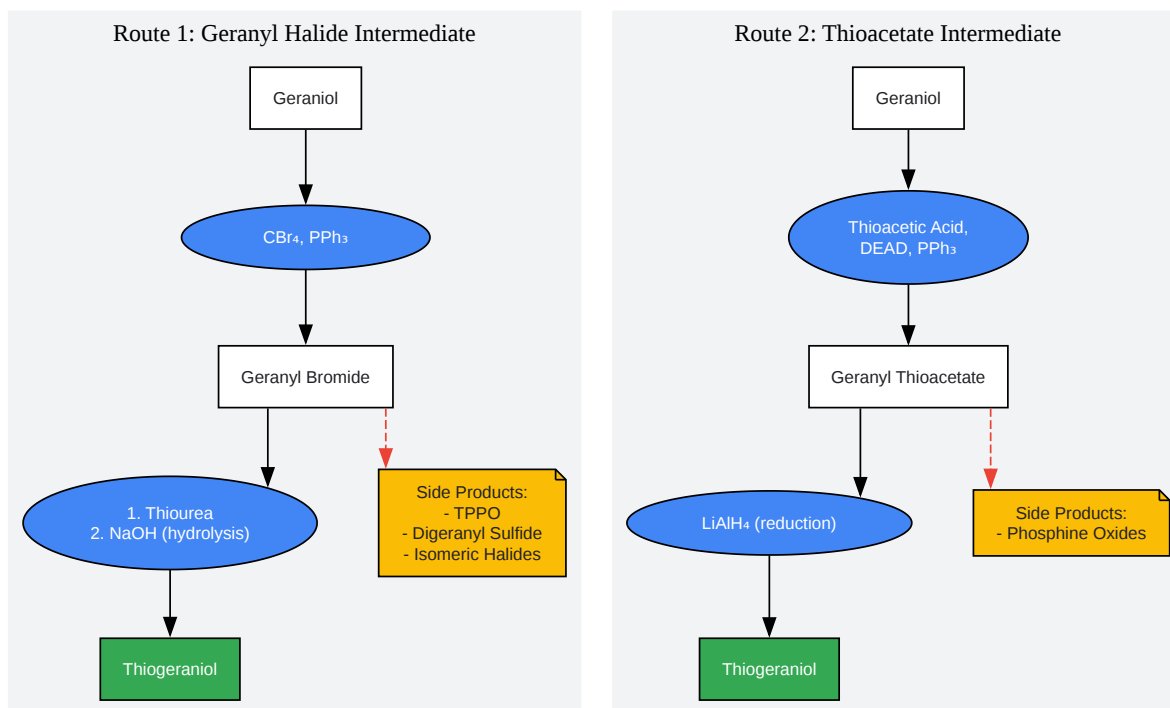 Route 1: Geranyl Halide Intermediate
Geraniol
CBr₄, PPh₃
Geranyl Bromide
1. Thiourea
2. NaOH (hydrolysis)
Side Products:
- TPPO
- Digeranyl Sulfide
- Isomeric Halides
Thiogeraniol
Route 2: Thioacetate Intermediate
Geraniol
Thioacetic Acid,
DEAD, PPh₃
Geranyl Thioacetate
LiAlH₄ (reduction)
Side Products:
- Phosphine Oxides
Thiogeraniol